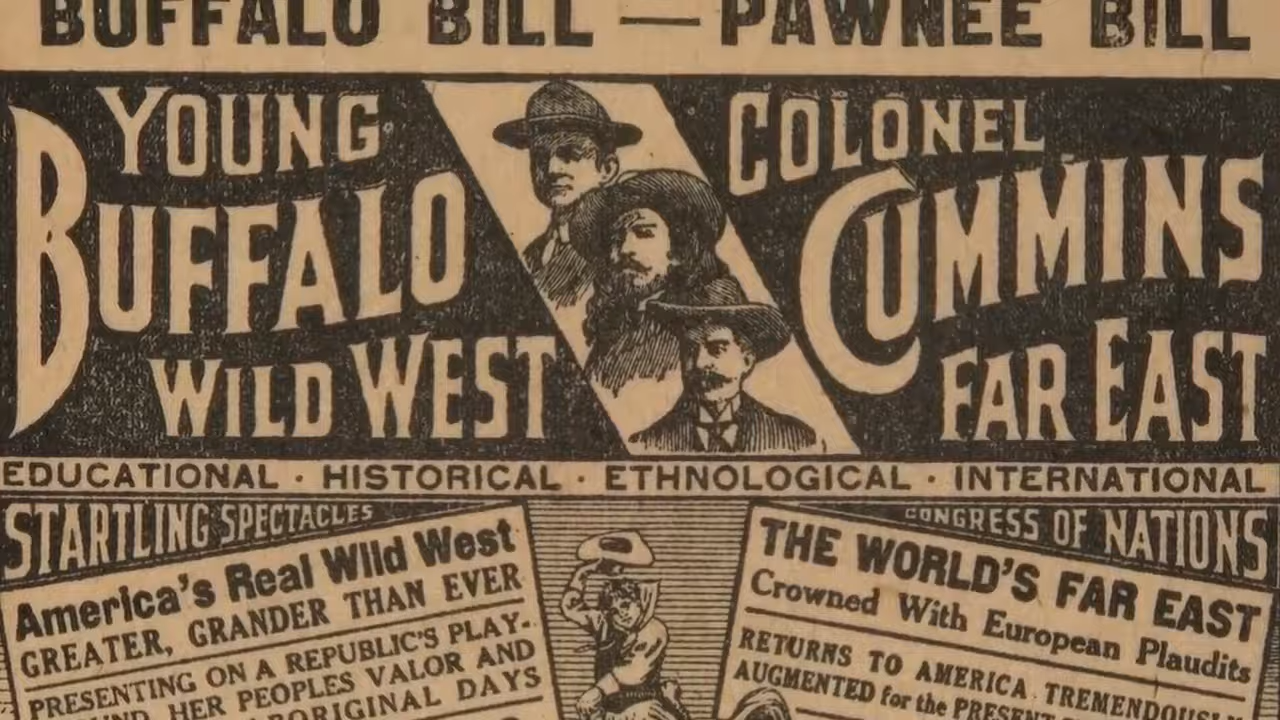 BUFFALO BILL — PAWNEE BILL
YOUNG
BUFFALO
WILD WEST
COLONEL
CUMMINS
FAR EAST
EDUCATIONAL · HISTORICAL · ETHNOLOGICAL · INTERNATIONAL
STARTLING SPECTACLES
America's Real Wild West
GREATER, GRANDER THAN EVER
PRESENTING ON A REPUBLIC'S PLAY-
HER PEOPLES VALOR AND
ABORIGINAL DAYS
CONGRESS OF NATIONS
THE WORLD'S FAR EAST
Crowned With European Plaudits
RETURNS TO AMERICA TREMENDOUSLY
AUGMENTED for the PRESENT